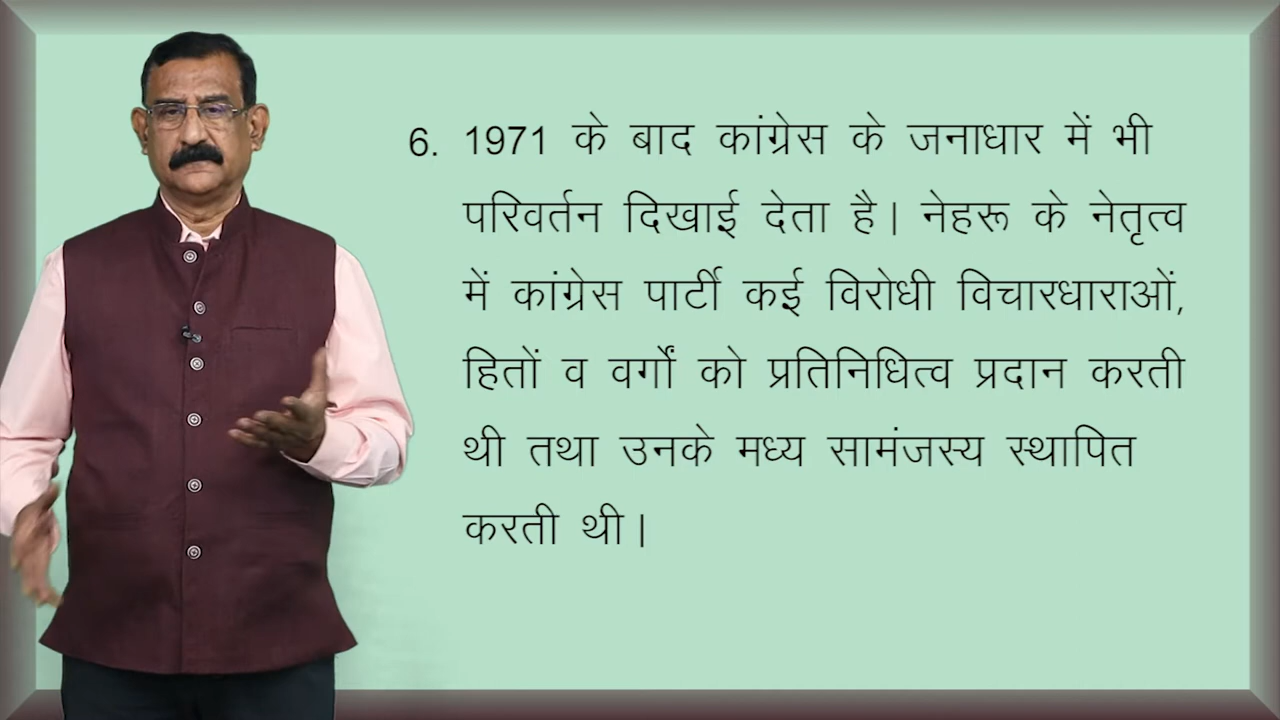 6. 1971 के बाद कांग्रेस के जनाधार में भी
परिवर्तन दिखाई देता है। नेहरू के नेतृत्व
में कांग्रेस पार्टी कई विरोधी विचारधाराओं,
हितों व वर्गों को प्रतिनिधित्व प्रदान करती
थी तथा उनके मध्य सामंजस्य स्थापित
करती थी।